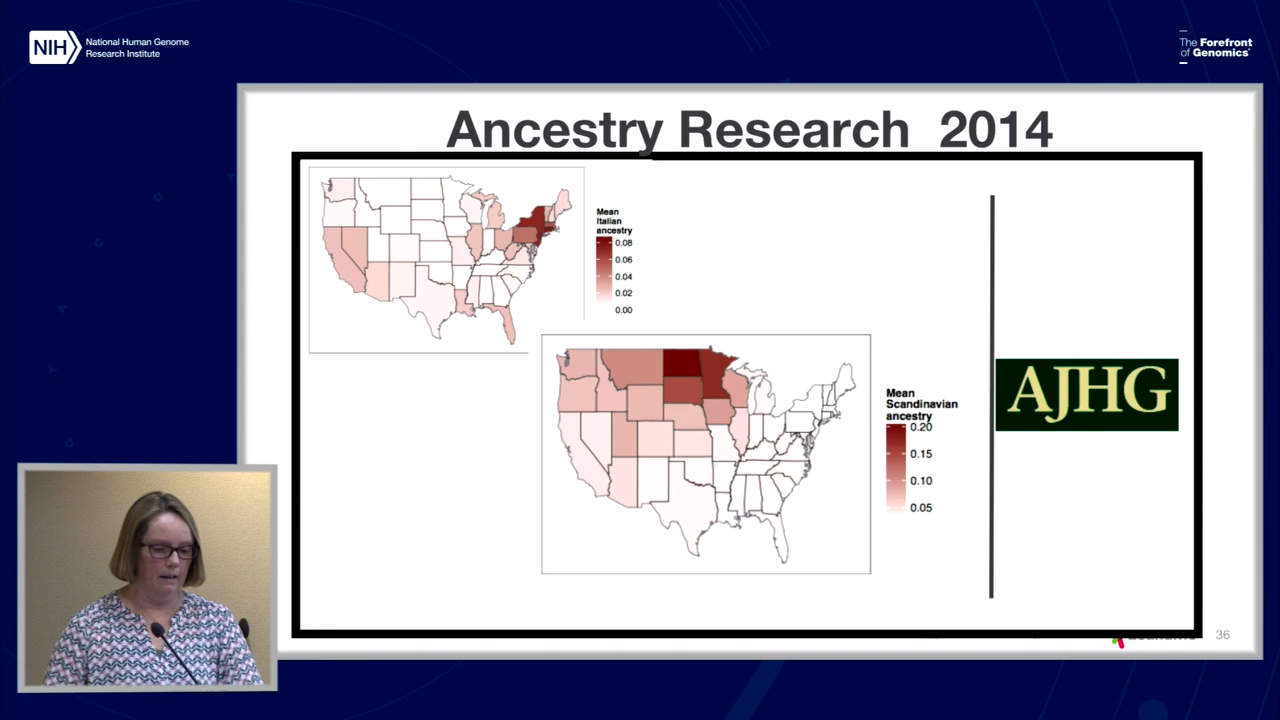 NIH
National Human Genome
Research Institute
The Forefront
of Genomics®
Ancestry Research 2014
Mean
Italian
ancestry
0.08
0.06
0.04
0.02
0.00
Mean
Scandinavian
ancestry
0.20
0.15
0.10
0.05
AJHG
36